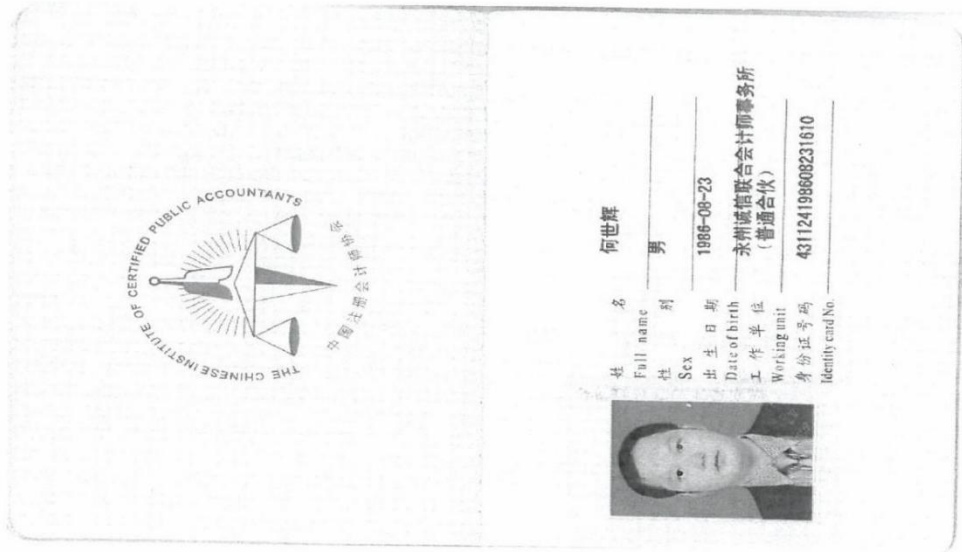 THE CHINESE INSTITUTE OF CERTIFIED PUBLIC ACCOUNTANTS
中国注册会计师协会
姓 名 何世辉
Full name
性 别 男
Sex
出 生 日 期 1986-08-23
Date of birth
工 作 单 位 永州诚信联合会计师事务所
Working unit (普通合伙)
身 份 证 号 码 431124198608231610
Identity card No.